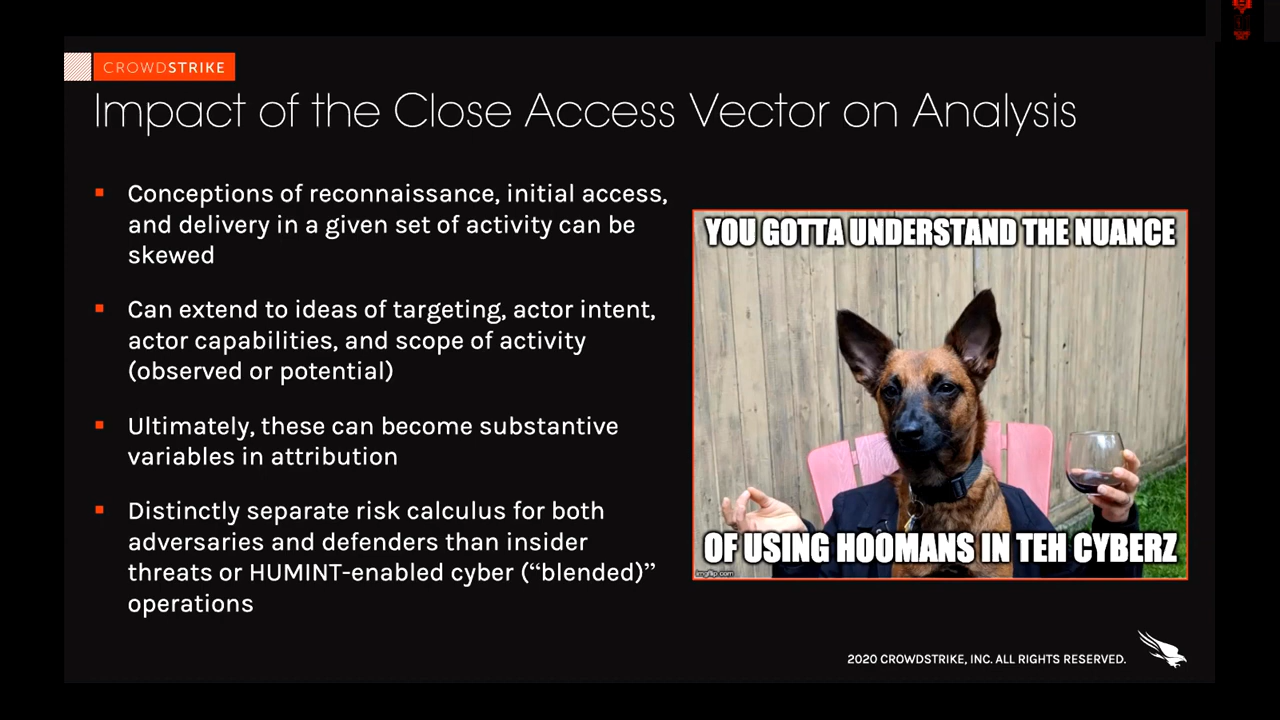 CROWDSTRIKE
Impact of the Close Access Vector on Analysis
Conceptions of reconnaissance, initial access,
and delivery in a given set of activity can be
skewed
Can extend to ideas of targeting, actor intent,
actor capabilities, and scope of activity
(observed or potential)
Ultimately, these can become substantive
variables in attribution
Distinctly separate risk calculus for both
adversaries and defenders than insider
threats or HUMINT-enabled cyber (“blended)”
operations
YOU GOTTA UNDERSTAND THE NUANCE
OF USING HOOMANS IN TEH CYBERZ
imgflip.com
2020 CROWDSTRIKE, INC. ALL RIGHTS RESERVED.